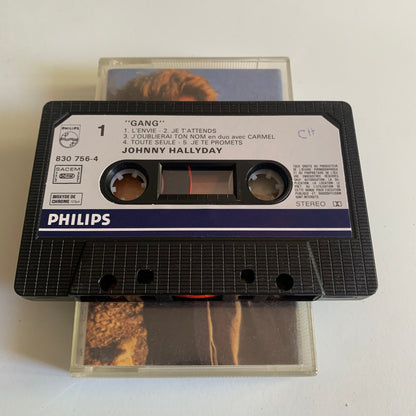 PHILIPS
1
"GANG"
1. L'ENVIE - 2. JE T'ATTENDS
3. J'OUBLIERAI TON NOM en duo avec CARMEL
4. TOUTE SEULE - 5. JE TE PROMETS
JOHNNY HALLYDAY
830 756-4
SACEM
STEREO
CH
PHILIPS